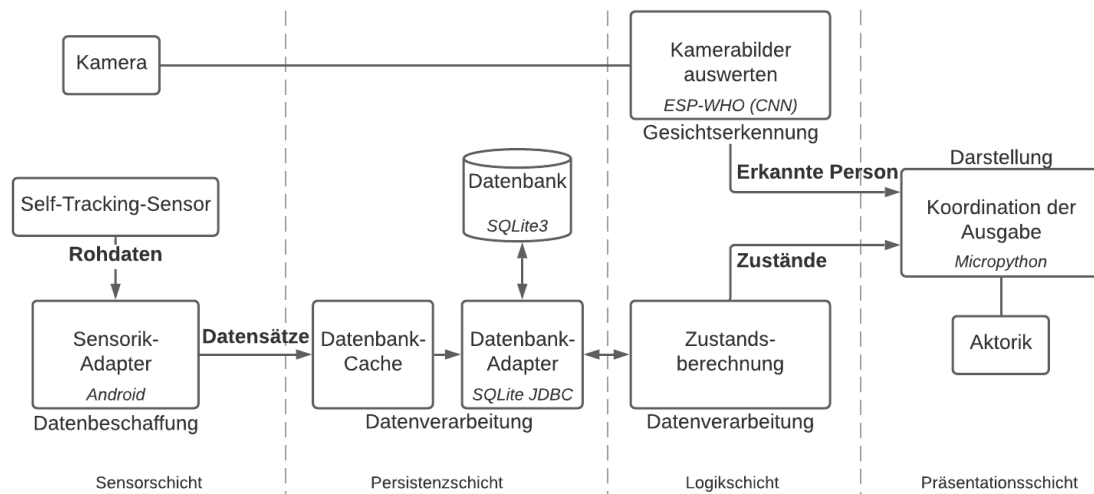 Kamera
Kamerabilder
auswerten
ESP-WHO (CNN)
Gesichtserkennung
Erkannte Person
Darstellung
Koordination der
Ausgabe
Micropython
Aktorik
Datenbank
SQLite3
Self-Tracking-Sensor
Rohdaten
Sensorik-
Adapter
Android
Datenbeschaffung
Datensätze
Datenbank-
Cache
Datenbank-
Adapter
SQLite JDBC
Datenverarbeitung
Zustände
Zustands-
berechnung
Datenverarbeitung
Sensorschicht
Persistenzschicht
Logikschicht
Präsentationsschicht